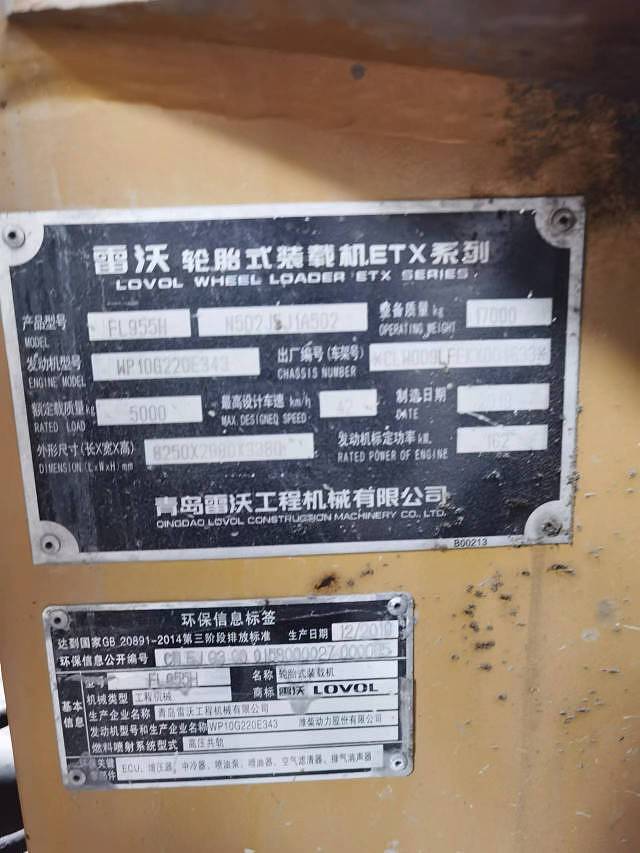 雷沃 轮胎式装载机ETX系列
LOVOL WHEEL LOADER ETX SERIES
产品型号 FL955H 整备质量 kg 17000
MODEL OPERATING WEIGHT
发动机型号 WP10G220E343 出厂编号(车架号)
ENGINE MODEL CHASSIS NUMBER
额定载质量 kg 5000 最高设计车速 km/h 42 制造日期
RATED LOAD MAX. DESIGNED SPEED DATE
外形尺寸(长X宽X高) 发动机标定功率 kW 162
DIMENSION (LxWxH) mm RATED POWER OF ENGINE
青岛雷沃工程机械有限公司
QINGDAO LOVOL CONSTRUCTION MACHINERY CO., LTD.
B00213
环保信息标签
达到国家GB 20891-2014第三阶段排放标准 生产日期
环保信息公开编号
基本信息
型号 FL955H 名称 轮胎式装载机
机械类型 工程机械 商标 雷沃 LOVOL
生产企业名称 青岛雷沃工程机械有限公司
发动机型号和生产企业名称 WP10G220E343 潍柴动力股份有限公司
燃料喷射系统型式 高压共轨
ECU、增压器、中冷器、喷油泵、喷油器、空气滤清器、排气消声器